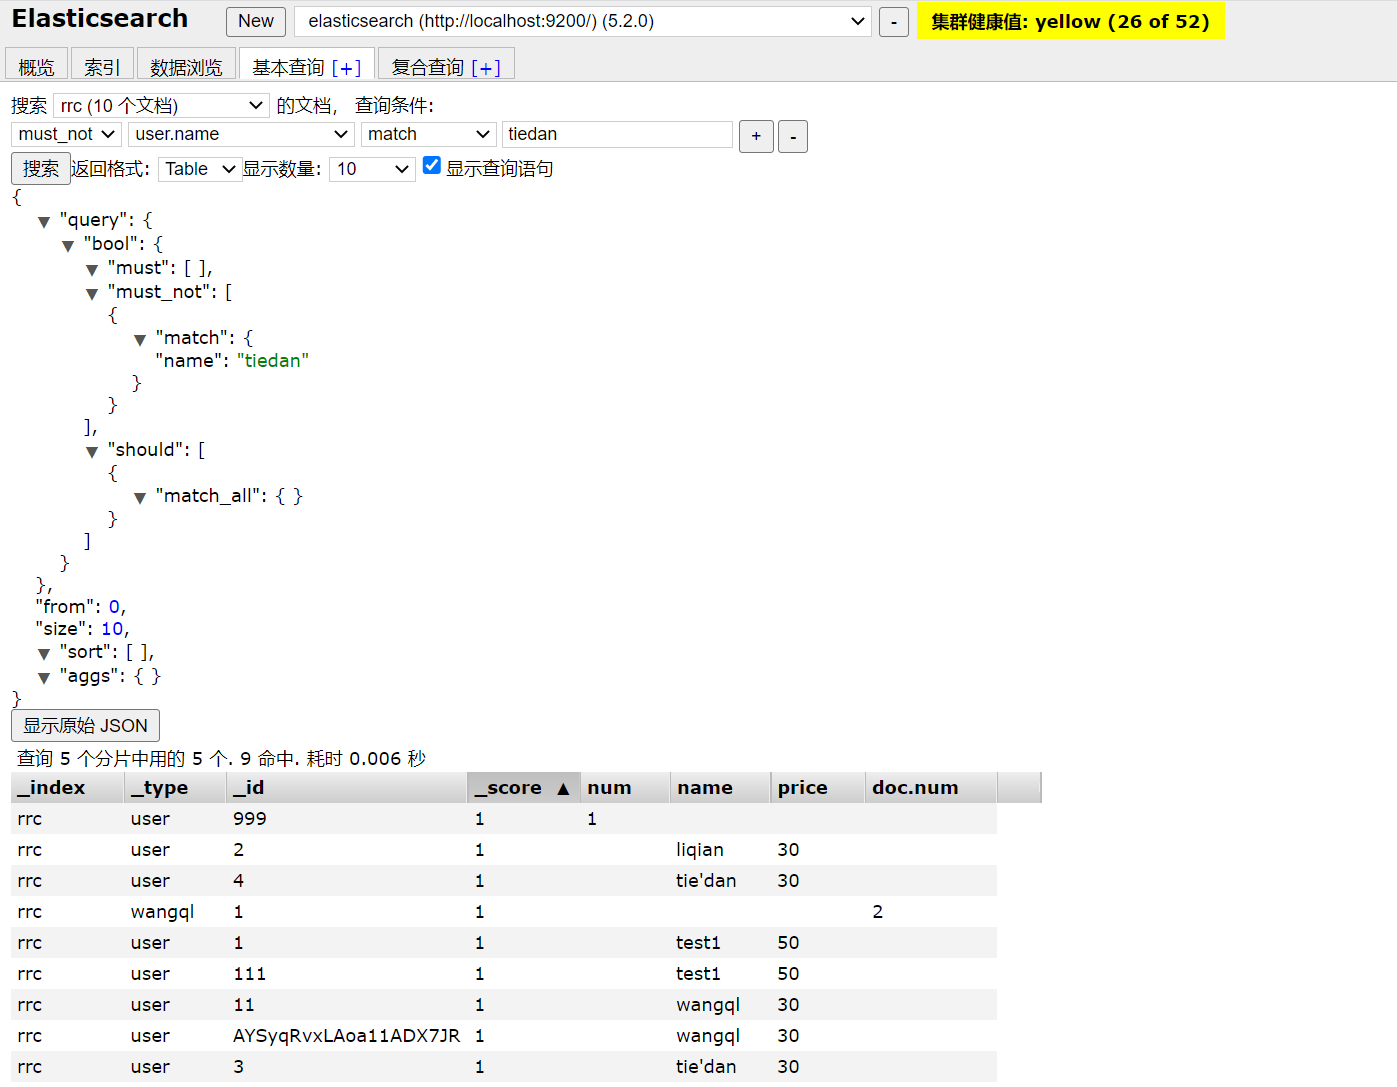 Elasticsearch New elasticsearch (http://localhost:9200/) (5.2.0) - 集群健康值: yellow (26 of 52)
概览 索引 数据浏览 基本查询 [+] 复合查询 [+]
搜索 rrc (10 个文档) 的文档， 查询条件:
must_not user.name match tiedan + -
搜索 返回格式: Table 显示数量: 10 显示查询语句
{
▼ "query": {
▼ "bool": {
▼ "must": [ ],
▼ "must_not": [
{
▼ "match": {
"name": "tiedan"
}
}
],
▼ "should": [
{
▼ "match_all": { }
}
]
}
},
"from": 0,
"size": 10,
▼ "sort": [ ],
▼ "aggs": { }
}
显示原始 JSON
查询 5 个分片中用的 5 个. 9 命中. 耗时 0.006 秒
_index _type _id _score ▲ num name price doc.num
rrc user 999 1 1
rrc user 2 1 liqian 30
rrc user 4 1 tie'dan 30
rrc wangql 1 1 2
rrc user 1 1 test1 50
rrc user 111 1 test1 50
rrc user 11 1 wangql 30
rrc user AYSyqRvxLAoa11ADX7JR 1 wangql 30
rrc user 3 1 tie'dan 30